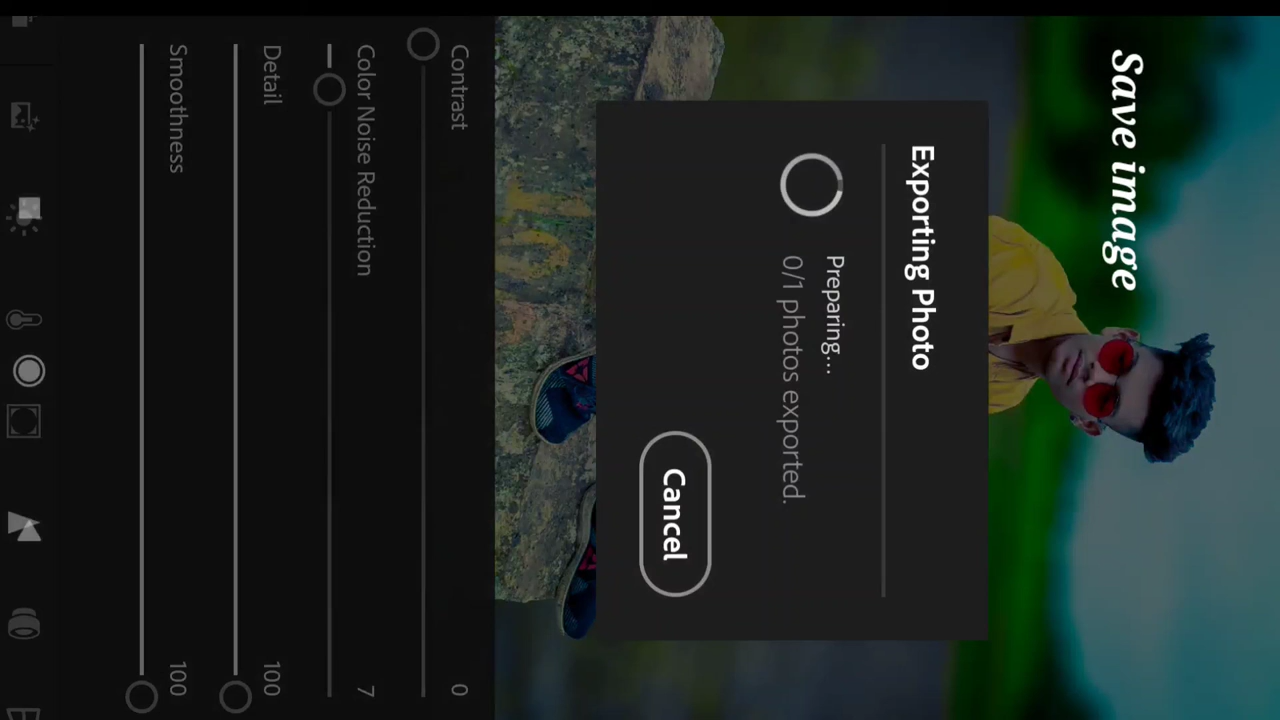 Save image
Exporting Photo
Preparing...
0/1 photos exported.
Cancel
Contrast 0
Color Noise Reduction 7
Detail 100
Smoothness 100